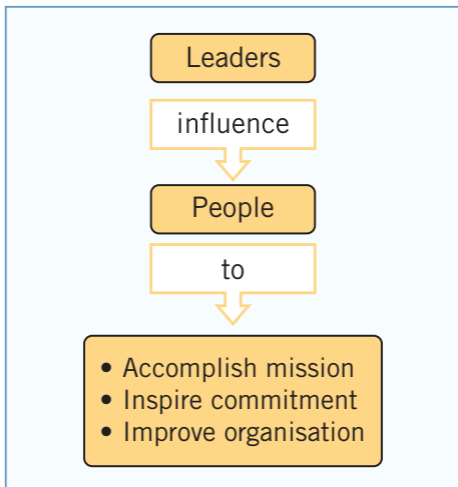 Leaders
influence
People
to
• Accomplish mission
• Inspire commitment
• Improve organisation